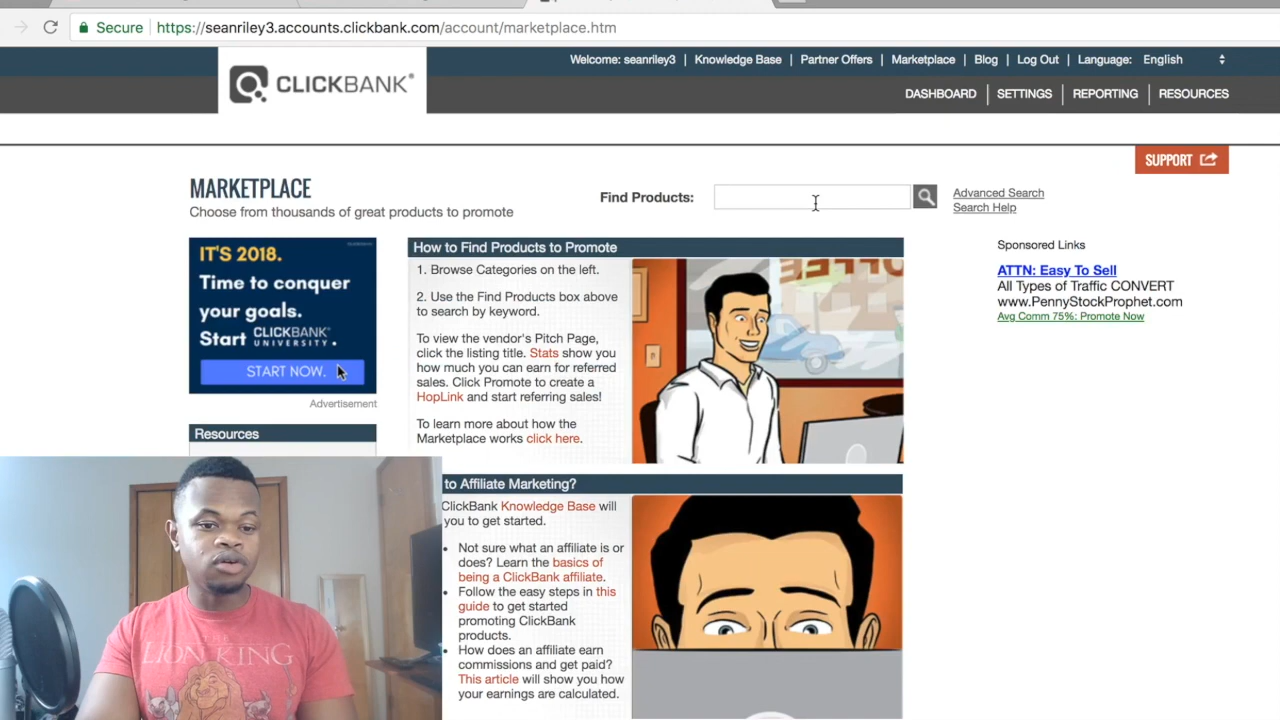 Secure https://seanriley3.accounts.clickbank.com/account/marketplace.htm
Welcome: seanriley3 Knowledge Base Partner Offers Marketplace Blog Log Out Language: English
CLICKBANK®
DASHBOARD SETTINGS REPORTING RESOURCES
SUPPORT
MARKETPLACE
Choose from thousands of great products to promote
Find Products:
Advanced Search
Search Help
IT'S 2018.
Time to conquer
your goals.
Start CLICKBANK®
UNIVERSITY.
START NOW.
Advertisement
Resources
How to Find Products to Promote
1. Browse Categories on the left.
2. Use the Find Products box above
to search by keyword.
To view the vendor's Pitch Page,
click the listing title. Stats show you
how much you can earn for referred
sales. Click Promote to create a
HopLink and start referring sales!
To learn more about how the
Marketplace works click here.
Sponsored Links
ATTN: Easy To Sell
All Types of Traffic CONVERT
www.PennyStockProphet.com
Avg Comm 75%: Promote Now
to Affiliate Marketing?
ClickBank Knowledge Base will
you to get started.
• Not sure what an affiliate is or
does? Learn the basics of
being a ClickBank affiliate.
• Follow the easy steps in this
guide to get started
promoting ClickBank
products.
• How does an affiliate earn
commissions and get paid?
This article will show you how
your earnings are calculated.
LION KING